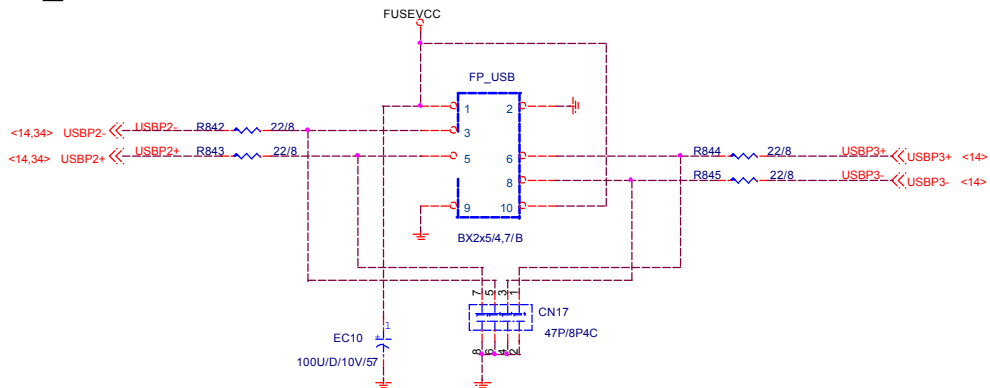 FUSEVCC
FP_USB
1 2
<14,34> USBP2- USBP2- R842 22/8 3
<14,34> USBP2+ USBP2+ R843 22/8 5 6 R844 22/8 USBP3+ USBP3+ <14>
8 R845 22/8 USBP3- USBP3- <14>
9 10
BX2x5/4,7/B
7 5 3 1
CN17
47P/8P4C
8 6 4 2
1
+
EC10
100U/D/10V/57